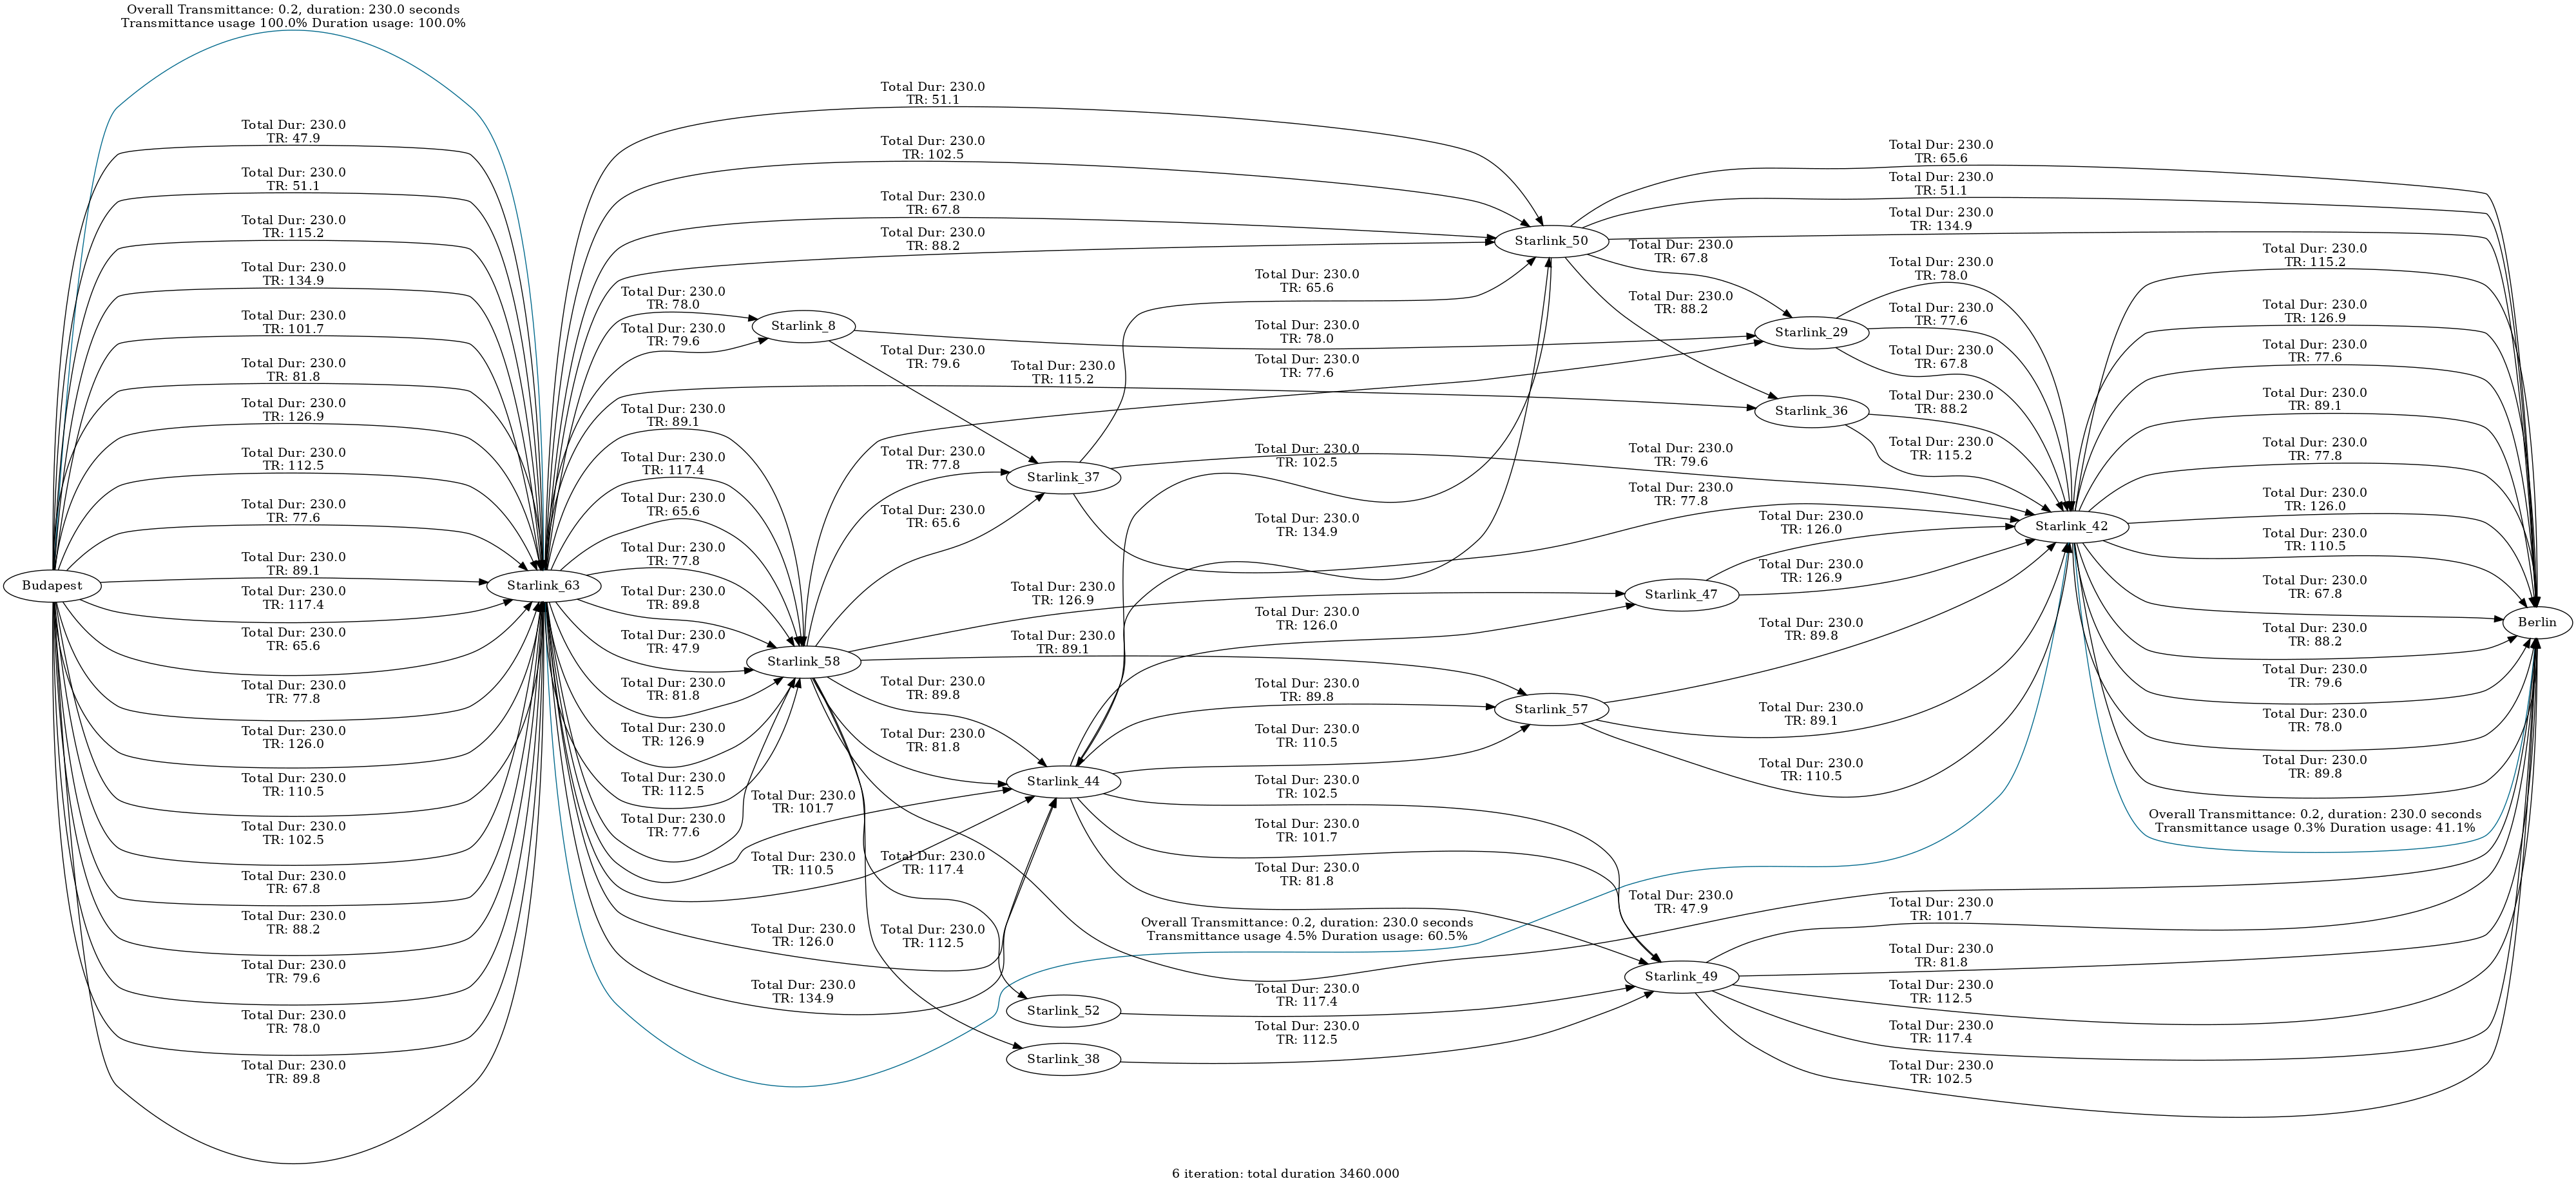 Overall Transmittance: 0.2, duration: 230.0 seconds
Transmittance usage 100.0% Duration usage: 100.0%
Total Dur: 230.0
TR: 47.9
Total Dur: 230.0
TR: 51.1
Total Dur: 230.0
TR: 115.2
Total Dur: 230.0
TR: 134.9
Total Dur: 230.0
TR: 101.7
Total Dur: 230.0
TR: 81.8
Total Dur: 230.0
TR: 126.9
Total Dur: 230.0
TR: 112.5
Total Dur: 230.0
TR: 77.6
Total Dur: 230.0
TR: 89.1
Budapest
Total Dur: 230.0
TR: 117.4
Total Dur: 230.0
TR: 65.6
Total Dur: 230.0
TR: 77.8
Total Dur: 230.0
TR: 126.0
Total Dur: 230.0
TR: 110.5
Total Dur: 230.0
TR: 102.5
Total Dur: 230.0
TR: 67.8
Total Dur: 230.0
TR: 88.2
Total Dur: 230.0
TR: 79.6
Total Dur: 230.0
TR: 78.0
Total Dur: 230.0
TR: 89.8
Starlink_63
Total Dur: 230.0
TR: 51.1
Total Dur: 230.0
TR: 102.5
Total Dur: 230.0
TR: 67.8
Total Dur: 230.0
TR: 88.2
Total Dur: 230.0
TR: 78.0
Total Dur: 230.0
TR: 79.6
Total Dur: 230.0
TR: 89.1
Total Dur: 230.0
TR: 117.4
Total Dur: 230.0
TR: 65.6
Total Dur: 230.0
TR: 77.8
Total Dur: 230.0
TR: 89.8
Total Dur: 230.0
TR: 47.9
Total Dur: 230.0
TR: 81.8
Total Dur: 230.0
TR: 126.9
Total Dur: 230.0
TR: 112.5
Total Dur: 230.0
TR: 77.6
Starlink_8
Starlink_58
Total Dur: 230.0
TR: 101.7
Total Dur: 230.0
TR: 110.5
Total Dur: 230.0
TR: 126.0
Total Dur: 230.0
TR: 134.9
Total Dur: 230.0
TR: 79.6
Total Dur: 230.0
TR: 77.8
Total Dur: 230.0
TR: 65.6
Total Dur: 230.0
TR: 89.8
Total Dur: 230.0
TR: 81.8
Total Dur: 230.0
TR: 117.4
Total Dur: 230.0
TR: 112.5
Total Dur: 230.0
TR: 115.2
Starlink_37
Total Dur: 230.0
TR: 126.9
Total Dur: 230.0
TR: 89.1
Starlink_44
Starlink_52
Starlink_38
Total Dur: 230.0
TR: 65.6
Total Dur: 230.0
TR: 78.0
Total Dur: 230.0
TR: 77.6
Total Dur: 230.0
TR: 102.5
Total Dur: 230.0
TR: 134.9
Total Dur: 230.0
TR: 126.0
Total Dur: 230.0
TR: 89.8
Total Dur: 230.0
TR: 110.5
Total Dur: 230.0
TR: 102.5
Total Dur: 230.0
TR: 101.7
Total Dur: 230.0
TR: 81.8
Overall Transmittance: 0.2, duration: 230.0 seconds
Transmittance usage 4.5% Duration usage: 60.5%
Total Dur: 230.0
TR: 117.4
Total Dur: 230.0
TR: 112.5
Starlink_50
Starlink_57
Total Dur: 230.0
TR: 67.8
Total Dur: 230.0
TR: 88.2
Total Dur: 230.0
TR: 79.6
Total Dur: 230.0
TR: 77.8
Starlink_47
Total Dur: 230.0
TR: 47.9
Starlink_49
Starlink_29
Starlink_36
Total Dur: 230.0
TR: 126.0
Total Dur: 230.0
TR: 126.9
Total Dur: 230.0
TR: 89.8
Total Dur: 230.0
TR: 89.1
Total Dur: 230.0
TR: 110.5
Total Dur: 230.0
TR: 65.6
Total Dur: 230.0
TR: 51.1
Total Dur: 230.0
TR: 134.9
Total Dur: 230.0
TR: 78.0
Total Dur: 230.0
TR: 77.6
Total Dur: 230.0
TR: 67.8
Total Dur: 230.0
TR: 88.2
Total Dur: 230.0
TR: 115.2
Total Dur: 230.0
TR: 101.7
Total Dur: 230.0
TR: 81.8
Total Dur: 230.0
TR: 112.5
Total Dur: 230.0
TR: 117.4
Total Dur: 230.0
TR: 102.5
Starlink_42
Total Dur: 230.0
TR: 115.2
Total Dur: 230.0
TR: 126.9
Total Dur: 230.0
TR: 77.6
Total Dur: 230.0
TR: 89.1
Total Dur: 230.0
TR: 77.8
Total Dur: 230.0
TR: 126.0
Total Dur: 230.0
TR: 110.5
Total Dur: 230.0
TR: 67.8
Total Dur: 230.0
TR: 88.2
Total Dur: 230.0
TR: 79.6
Total Dur: 230.0
TR: 78.0
Total Dur: 230.0
TR: 89.8
Overall Transmittance: 0.2, duration: 230.0 seconds
Transmittance usage 0.3% Duration usage: 41.1%
Berlin
6 iteration: total duration 3460.000